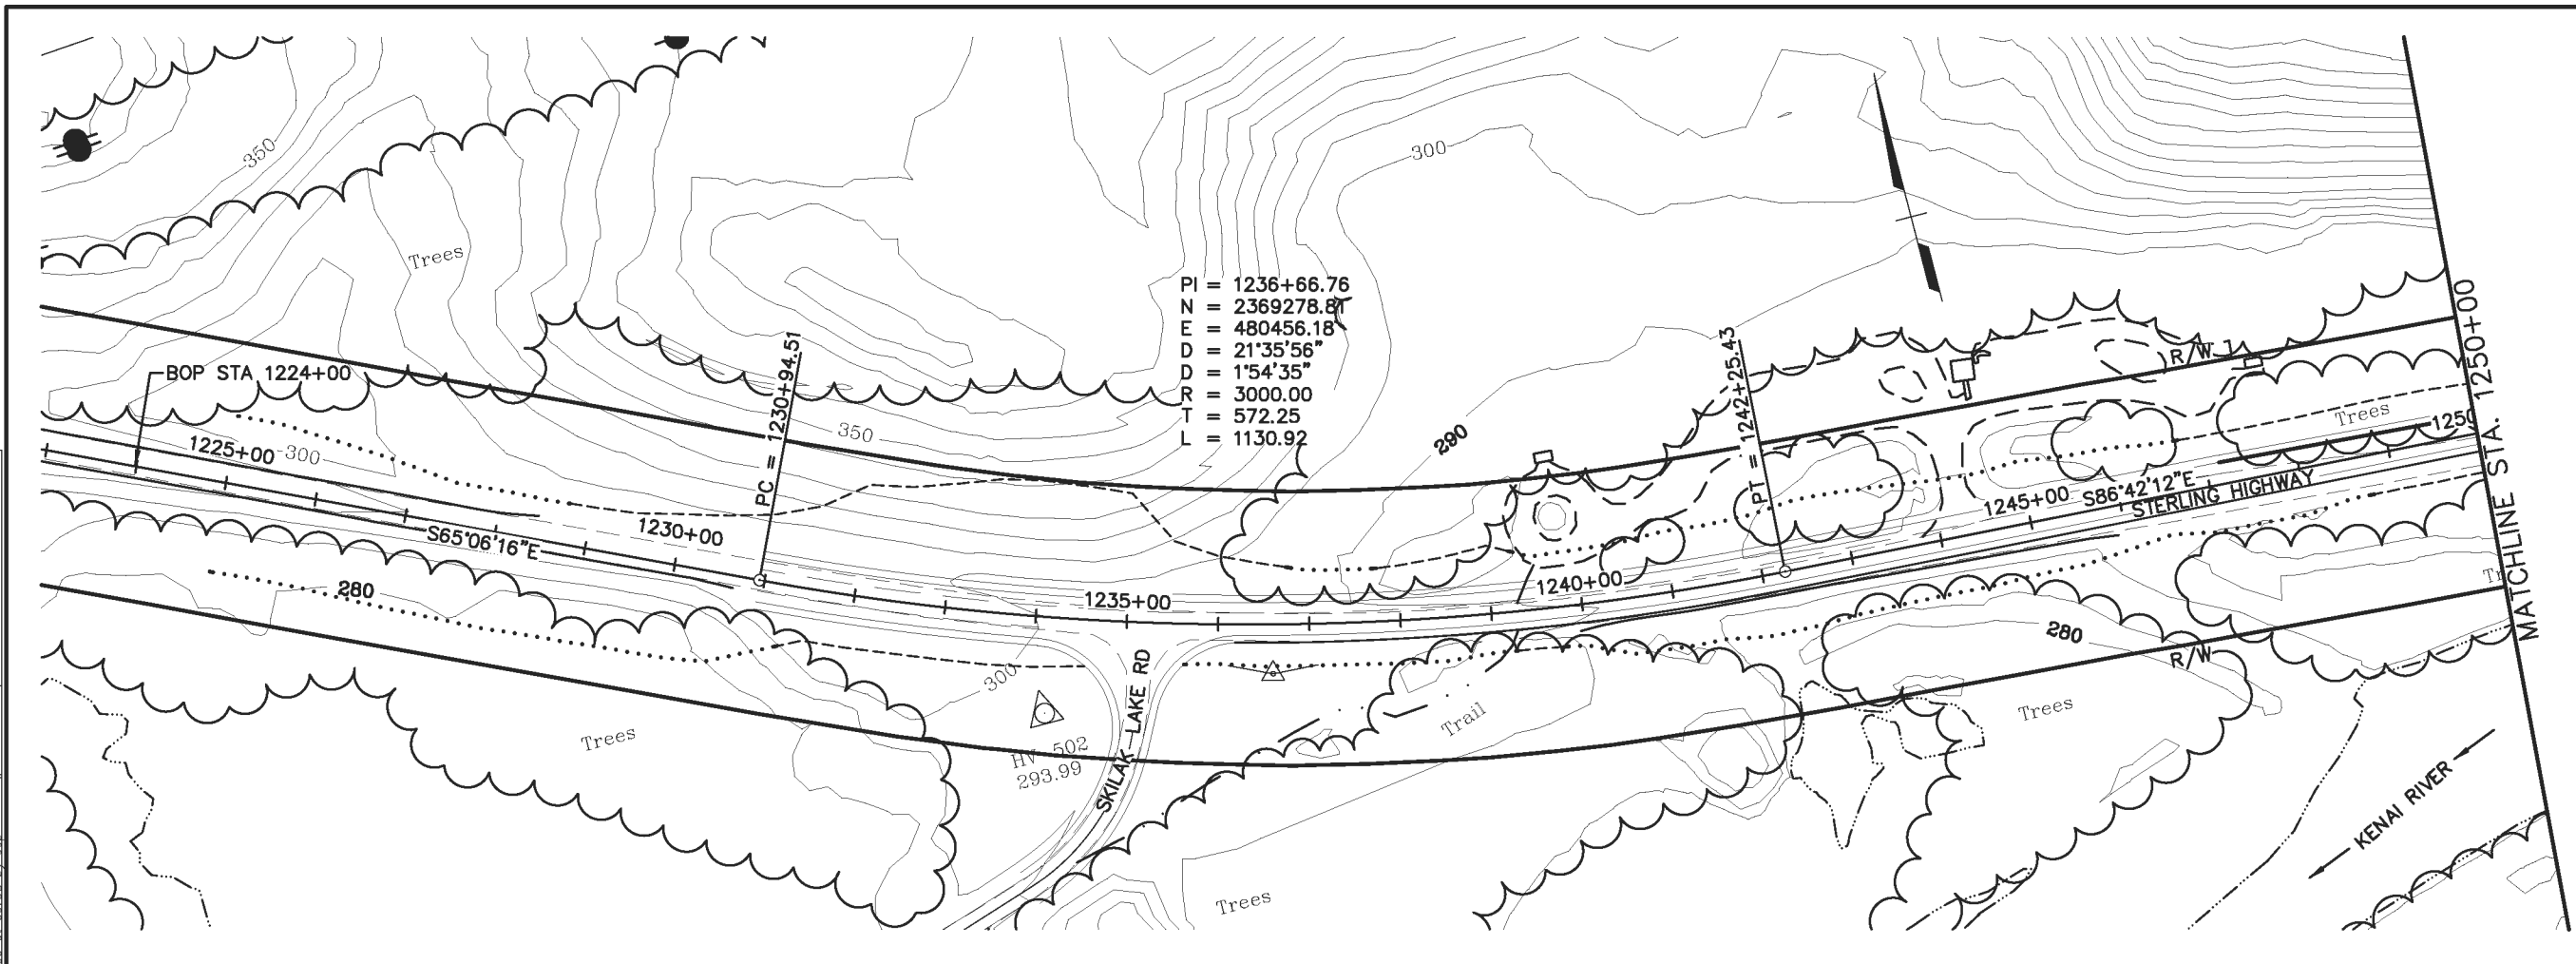 350
Trees
300
PI = 1236+66.76
N = 2369278.81
E = 480456.18
D = 21°35'56"
D = 1°54'35"
R = 3000.00
T = 572.25
L = 1130.92
BOP STA 1224+00
1225+00
300
PC = 1230+94.51
350
290
PT = 1242+25.43
R/W
Trees
1250
MATCHLINE STA. 1250+00
S65°06'16"E
1230+00
1235+00
1240+00
1245+00
S86°42'12"E
STERLING HIGHWAY
280
280
R/W
300
HV 502
293.99
SKILAK LAKE RD
Trail
Trees
Trees
Trees
KENAI RIVER